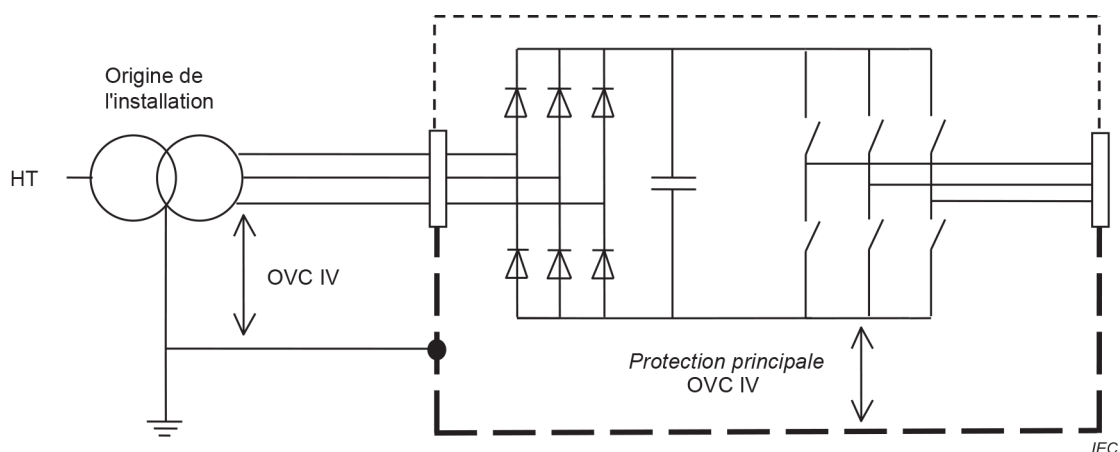 Origine de
l'installation
HT
OVC IV
Protection principale
OVC IV
IEC